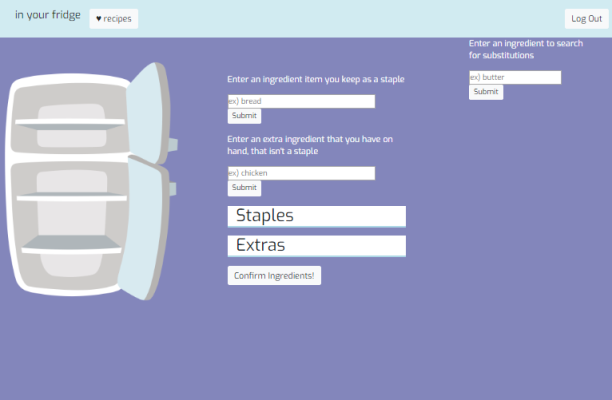 in your fridge
♥ recipes
Log Out
Enter an ingredient to search
for substitutions
ex) butter
Submit
Enter an ingredient item you keep as a staple
ex) bread
Submit
Enter an extra ingredient that you have on
hand, that isn't a staple
ex) chicken
Submit
Staples
Extras
Confirm Ingredients!